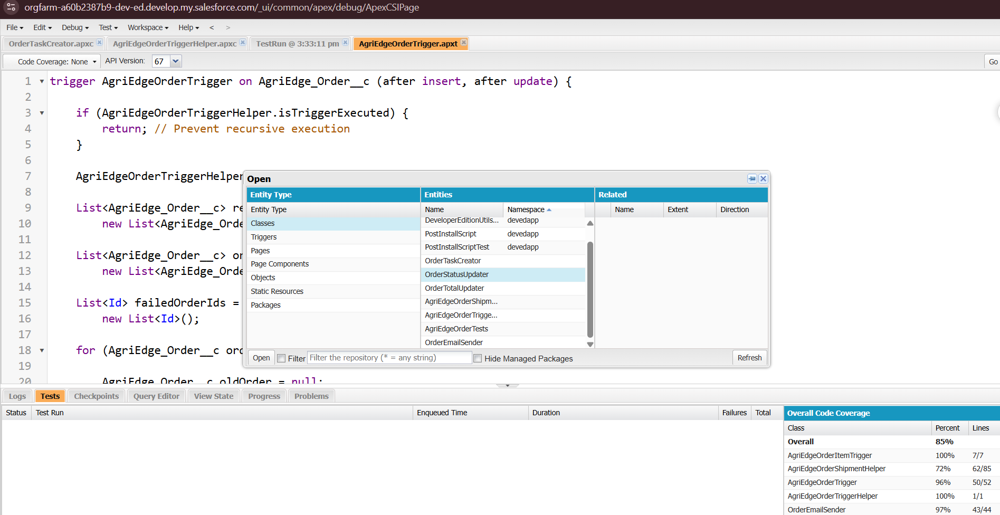 orgfarm-a60b2387b9-dev-ed.develop.my.salesforce.com/_ui/common/apex/debug/ApexCSIPage
File Edit Debug Test Workspace Help < >
OrderTaskCreator.apxc AgriEdgeOrderTriggerHelper.apxc TestRun @ 3:33:11 pm AgriEdgeOrderTrigger.apxt
Code Coverage: None API Version: 67 Go
1 trigger AgriEdgeOrderTrigger on AgriEdge_Order__c (after insert, after update) {
2
3 if (AgriEdgeOrderTriggerHelper.isTriggerExecuted) {
4 return; // Prevent recursive execution
5 }
6
7 AgriEdgeOrderTriggerHelper
8
9 List<AgriEdge_Order__c> re
10 new List<AgriEdge_Orde
11
12 List<AgriEdge_Order__c> or
13 new List<AgriEdge_Orde
14
15 List<Id> failedOrderIds =
16 new List<Id>();
17
18 for (AgriEdge_Order__c ord
19
20 AgriEdge_Order__c oldOrder = null;
Open
Entity Type
Entity Type
Classes
Triggers
Pages
Page Components
Objects
Static Resources
Packages
Entities
Name Namespace
DeveloperEditionUtils... devedapp
PostInstallScript devedapp
PostInstallScriptTest devedapp
OrderTaskCreator
OrderStatusUpdater
OrderTotalUpdater
AgriEdgeOrderShipm...
AgriEdgeOrderTrigge...
AgriEdgeOrderTests
OrderEmailSender
Related
Name Extent Direction
Open Filter Filter the repository (* = any string) Hide Managed Packages Refresh
Logs Tests Checkpoints Query Editor View State Progress Problems
Status Test Run Enqueued Time Duration Failures Total
Overall Code Coverage
Class Percent Lines
Overall 85%
AgriEdgeOrderItemTrigger 100% 7/7
AgriEdgeOrderShipmentHelper 72% 62/85
AgriEdgeOrderTrigger 96% 50/52
AgriEdgeOrderTriggerHelper 100% 1/1
OrderEmailSender 97% 43/44